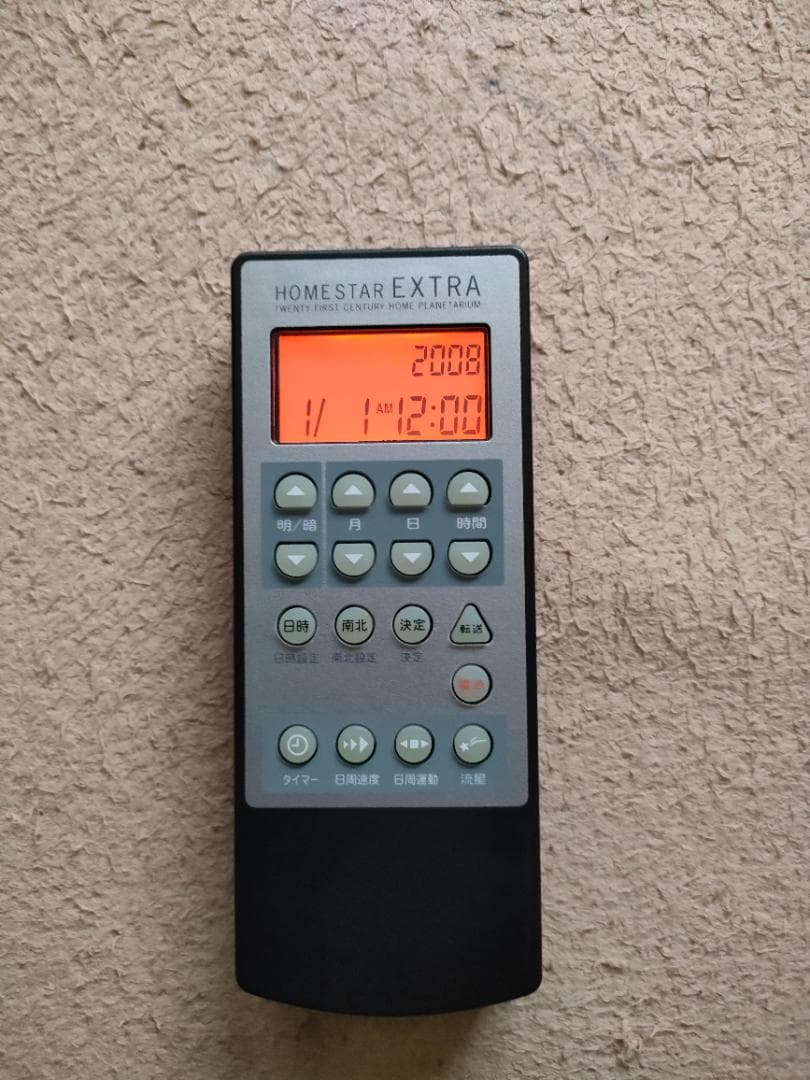 HOMESTAR EXTRA
TWENTY FIRST CENTURY HOME PLANETARIUM
2008
1/ 1 AM 12:00
明/暗 月 日 時間
日時 南北 決定 転送
日時設定 南北設定 決定
電源
タイマー 日周速度 日周運動 流星